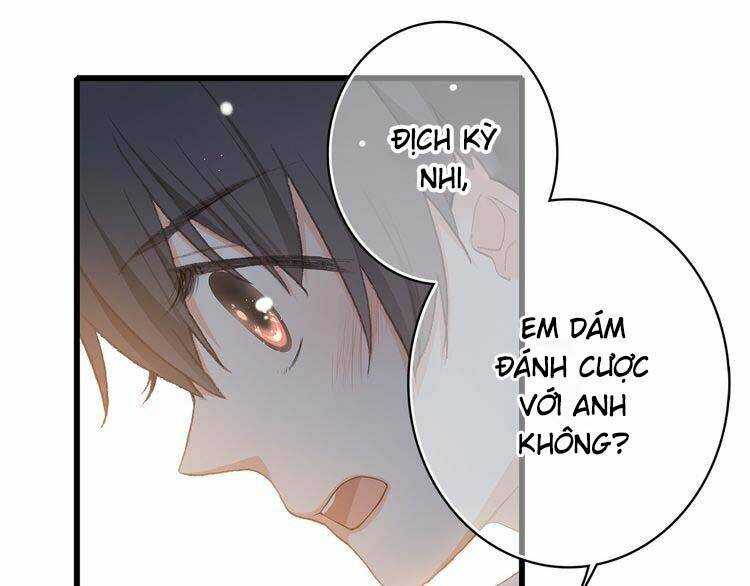 ĐỊCH KỲ
NHI,
EM DÁM
ĐÁNH CƯỢC
VỚI ANH
KHÔNG?